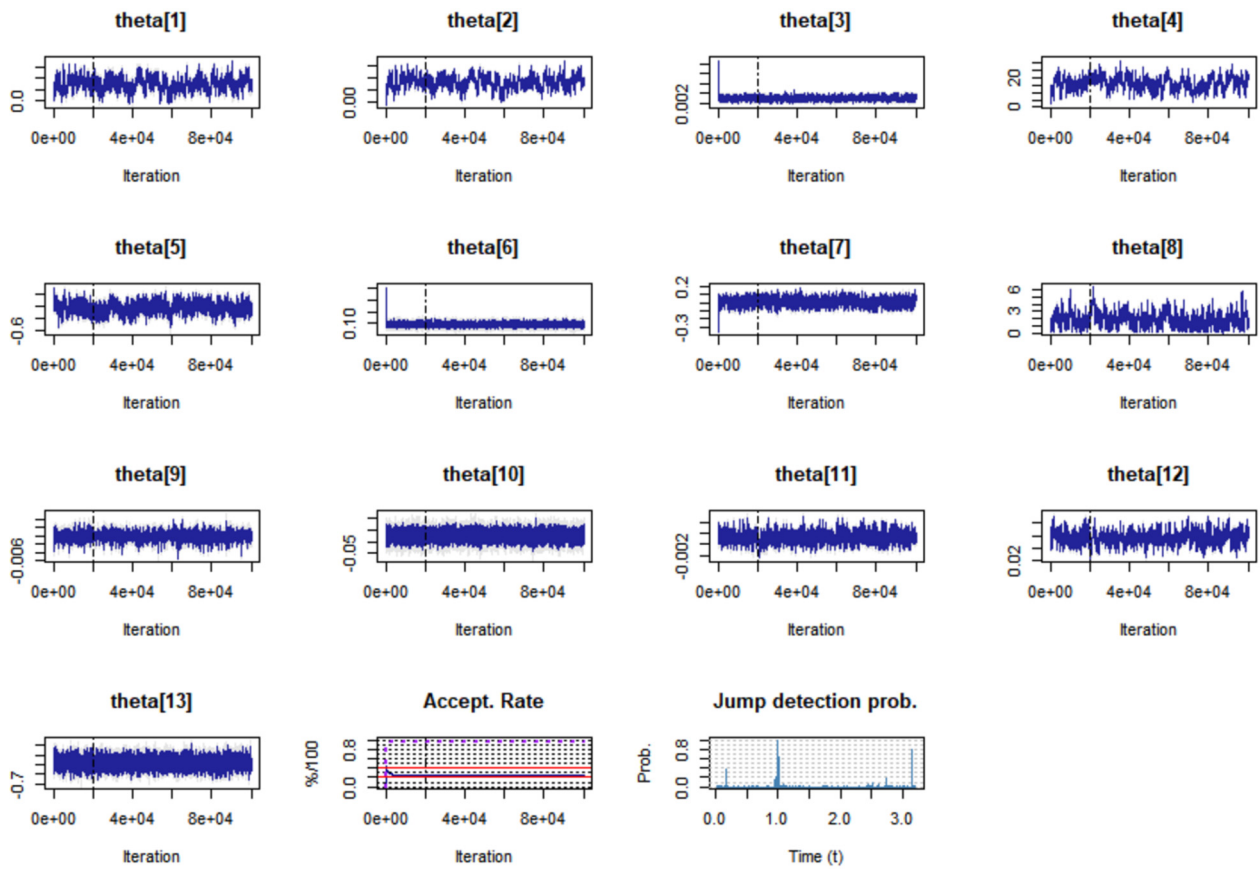 theta[1] theta[2] theta[3] theta[4]
0.0 0.00 0.002 0 20
0e+00 4e+04 8e+04 0e+00 4e+04 8e+04 0e+00 4e+04 8e+04 0e+00 4e+04 8e+04
Iteration Iteration Iteration Iteration
theta[5] theta[6] theta[7] theta[8]
-0.6 0.10 -0.3 0.2 0 3 6
0e+00 4e+04 8e+04 0e+00 4e+04 8e+04 0e+00 4e+04 8e+04 0e+00 4e+04 8e+04
Iteration Iteration Iteration Iteration
theta[9] theta[10] theta[11] theta[12]
-0.006 -0.05 -0.002 0.02
0e+00 4e+04 8e+04 0e+00 4e+04 8e+04 0e+00 4e+04 8e+04 0e+00 4e+04 8e+04
Iteration Iteration Iteration Iteration
theta[13] Accept. Rate Jump detection prob.
-0.7 %/100 0.0 0.8 Prob. 0.0 0.8
0e+00 4e+04 8e+04 0e+00 4e+04 8e+04 0.0 1.0 2.0 3.0
Iteration Iteration Time (t)